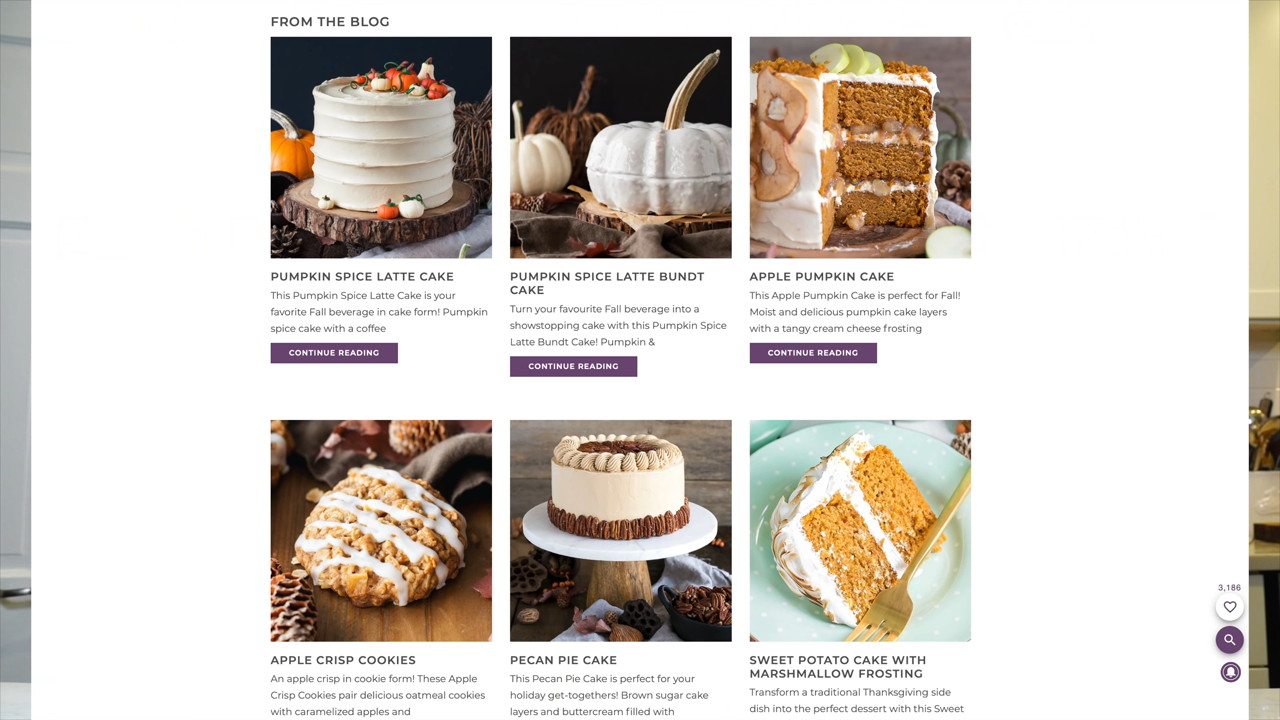 FROM THE BLOG
PUMPKIN SPICE LATTE CAKE
This Pumpkin Spice Latte Cake is your
favorite Fall beverage in cake form! Pumpkin
spice cake with a coffee
CONTINUE READING
PUMPKIN SPICE LATTE BUNDT
CAKE
Turn your favourite Fall beverage into a
showstopping cake with this Pumpkin Spice
Latte Bundt Cake! Pumpkin &
CONTINUE READING
APPLE PUMPKIN CAKE
This Apple Pumpkin Cake is perfect for Fall!
Moist and delicious pumpkin cake layers
with a tangy cream cheese frosting
CONTINUE READING
APPLE CRISP COOKIES
An apple crisp in cookie form! These Apple
Crisp Cookies pair delicious oatmeal cookies
with caramelized apples and
PECAN PIE CAKE
This Pecan Pie Cake is perfect for your
holiday get-togethers! Brown sugar cake
layers and buttercream filled with
SWEET POTATO CAKE WITH
MARSHMALLOW FROSTING
Transform a traditional Thanksgiving side
dish into the perfect dessert with this Sweet
3,186